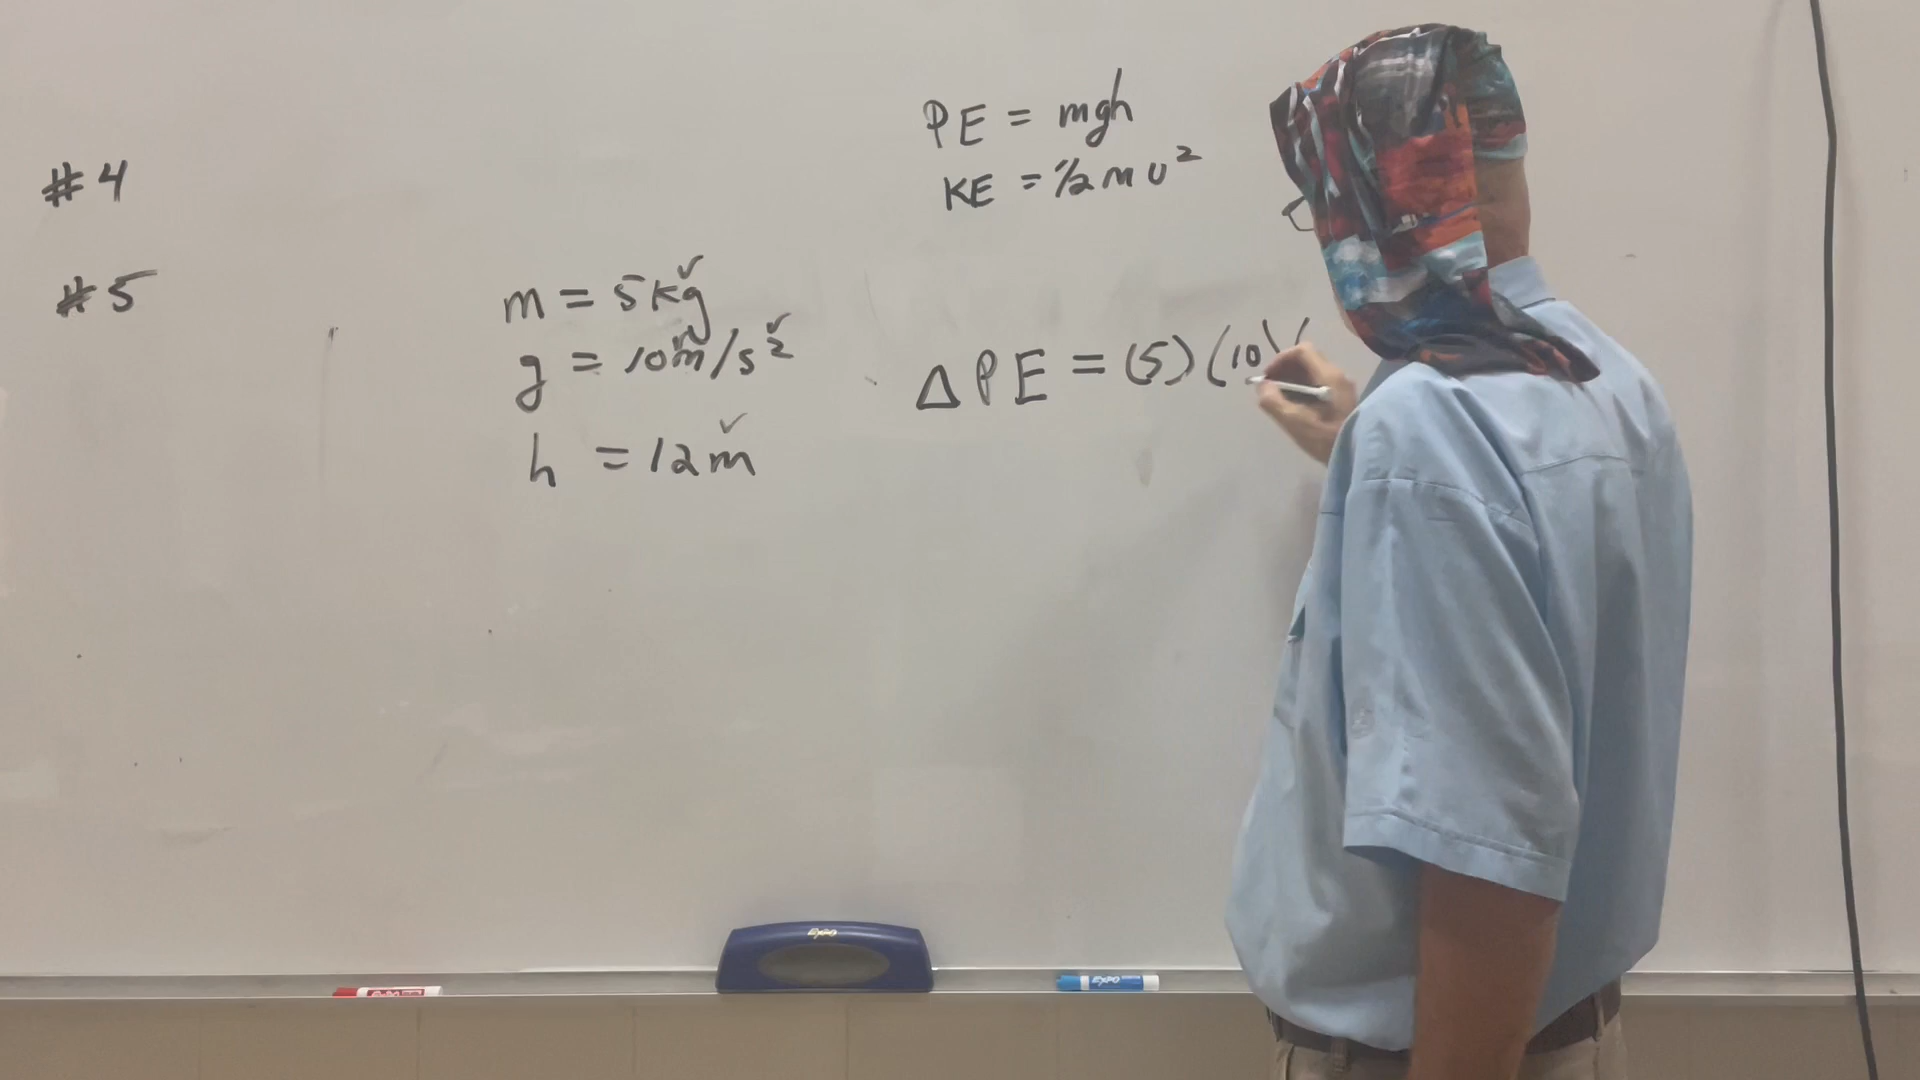 PE = mgh
KE = ½mv²
#4
#5
m = 5kg
g = 10m/s²
h = 12m
ΔPE = (5)(10)(
EXPO
EXPO